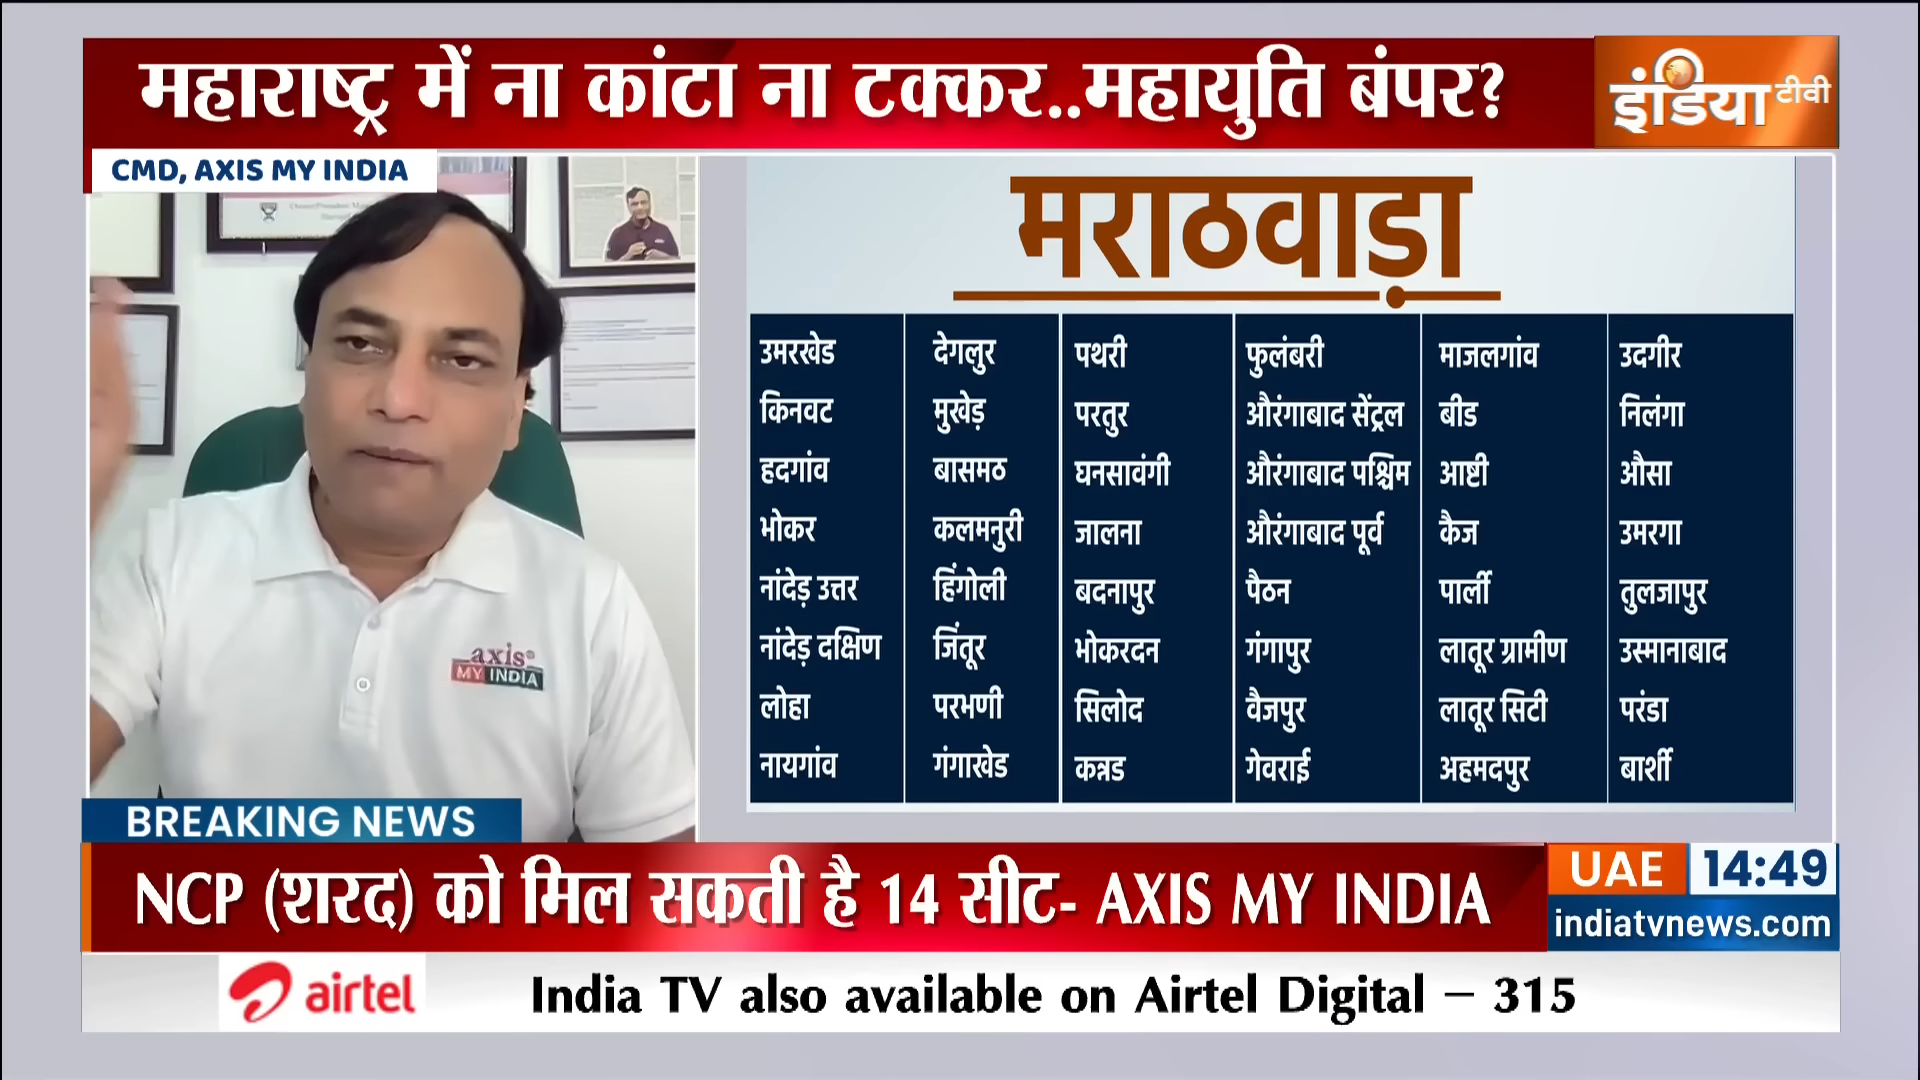 महाराष्ट्र में ना कांटा ना टक्कर..महायुति बंपर?
इंडिया टीवी
CMD, AXIS MY INDIA
मराठवाड़ा
उमरखेड देगलुर पथरी फुलंबरी माजलगांव उदगीर
किनवट मुखेड़ परतुर औरंगाबाद सेंट्रल बीड निलंगा
हदगांव बासमठ घनसावंगी औरंगाबाद पश्चिम आष्टी औसा
भोकर कलमनुरी जालना औरंगाबाद पूर्व कैज उमरगा
नांदेड़ उत्तर हिंगोली बदनापुर पैठन पार्ली तुलजापुर
नांदेड़ दक्षिण जिंतूर भोकरदन गंगापुर लातूर ग्रामीण उस्मानाबाद
लोहा परभणी सिलोद वैजपुर लातूर सिटी परंडा
नायगांव गंगाखेड कन्नड गेवराई अहमदपुर बार्शी
axis
MY INDIA
BREAKING NEWS
NCP (शरद) को मिल सकती है 14 सीट- AXIS MY INDIA
UAE 14:49
indiatvnews.com
airtel India TV also available on Airtel Digital – 315